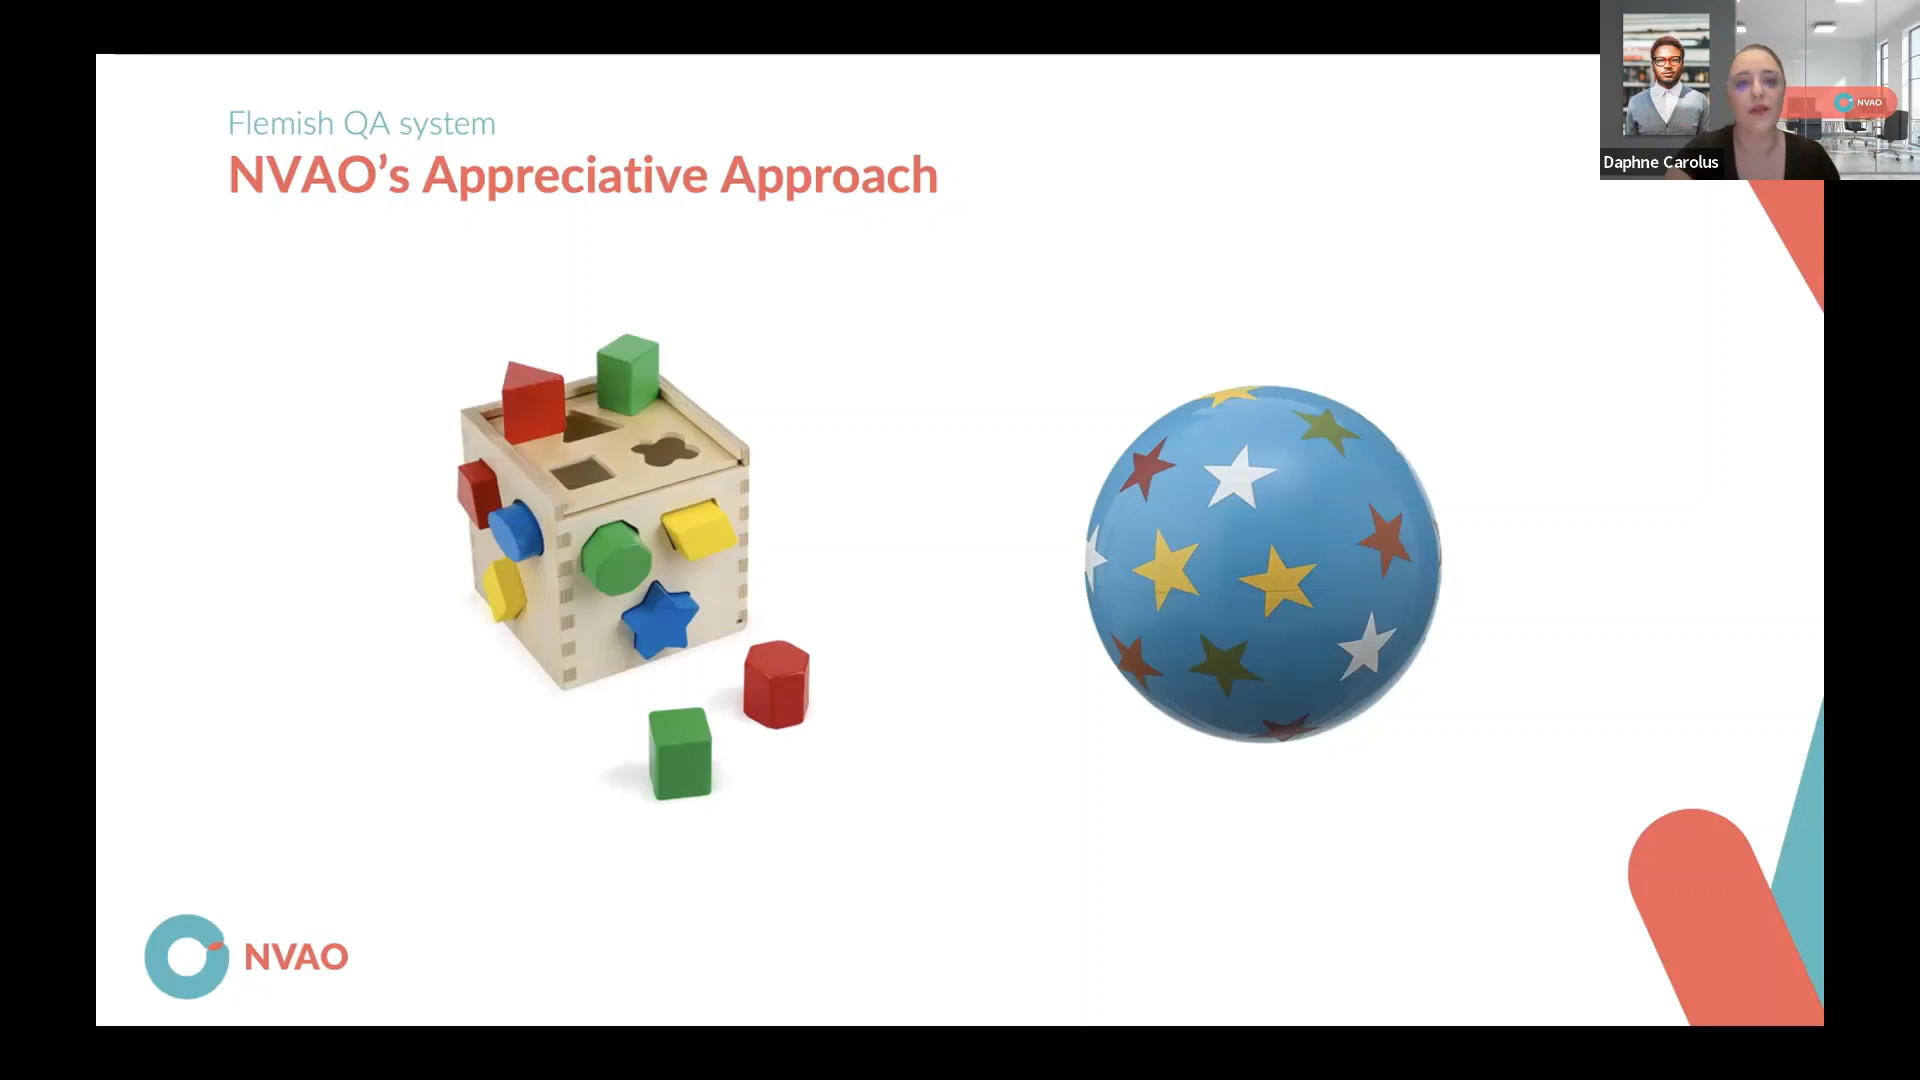 Flemish QA system
NVAO’s Appreciative Approach
NVAO
Daphne Carolus
NVAO